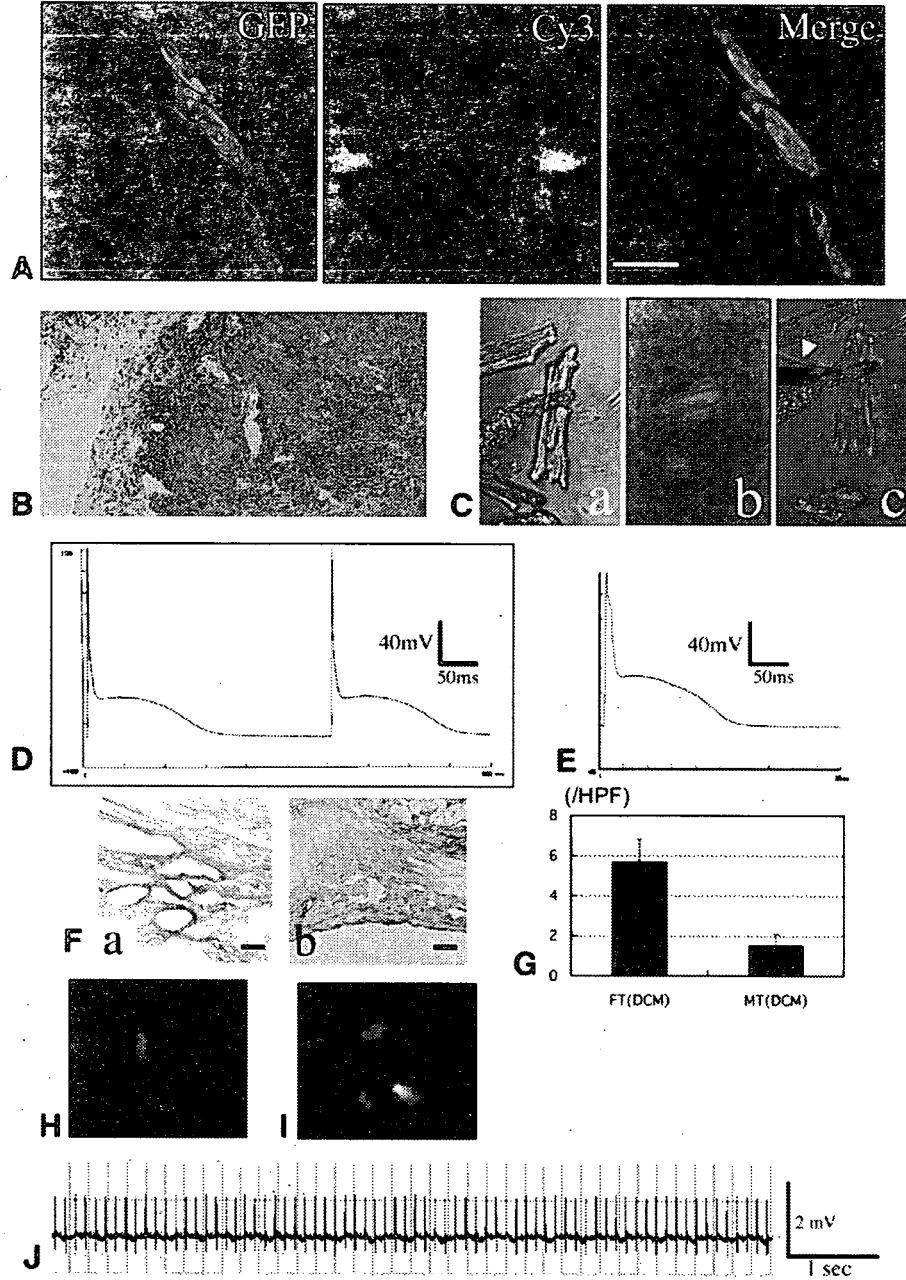 GFP Cy3 Merge
A
B
C a b c
D 40mV 50ms
E 40mV 50ms
F a b
G (/HPF)
8
6
4
2
0
FT(DCM) MT(DCM)
H
I
J 2 mV
1 sec